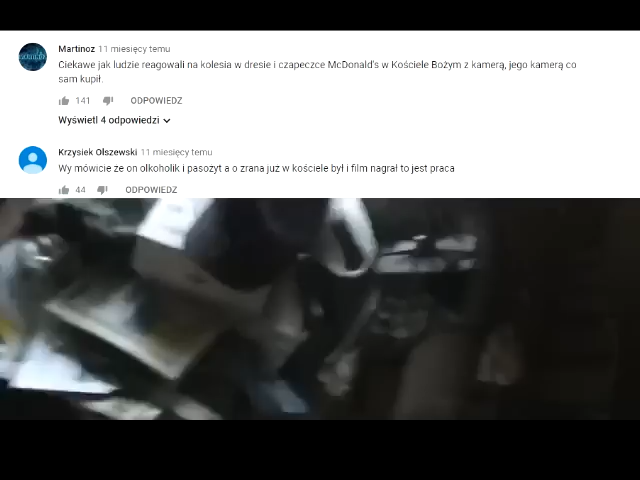 Martinoz 11 miesięcy temu
Ciekawe jak ludzie reagowali na kolesia w dresie i czapeczce McDonald's w Kościele Bożym z kamerą, jego kamerą co
sam kupił.
141 ODPOWIEDZ
Wyświetl 4 odpowiedzi
Krzysiek Olszewski 11 miesięcy temu
Wy mówicie że on olkoholik i pasożyt a o zrana już w kościele był i film nagrał to jest praca
44 ODPOWIEDZ